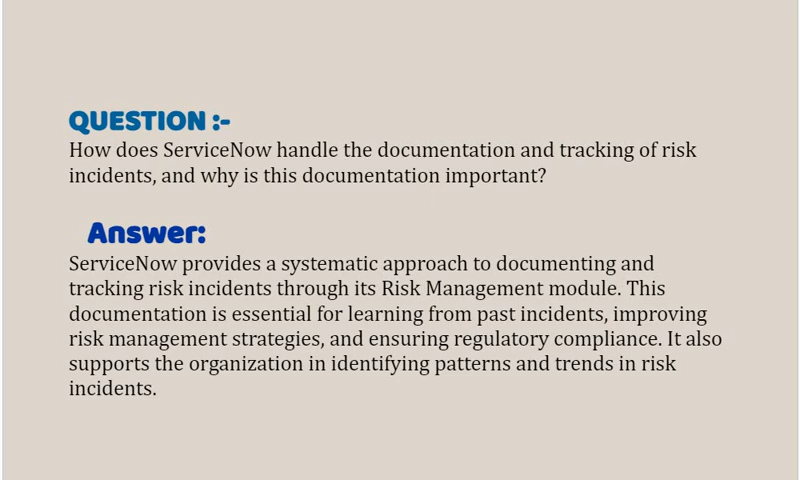 QUESTION :-
How does ServiceNow handle the documentation and tracking of risk
incidents, and why is this documentation important?
Answer:
ServiceNow provides a systematic approach to documenting and
tracking risk incidents through its Risk Management module. This
documentation is essential for learning from past incidents, improving
risk management strategies, and ensuring regulatory compliance. It also
supports the organization in identifying patterns and trends in risk
incidents.